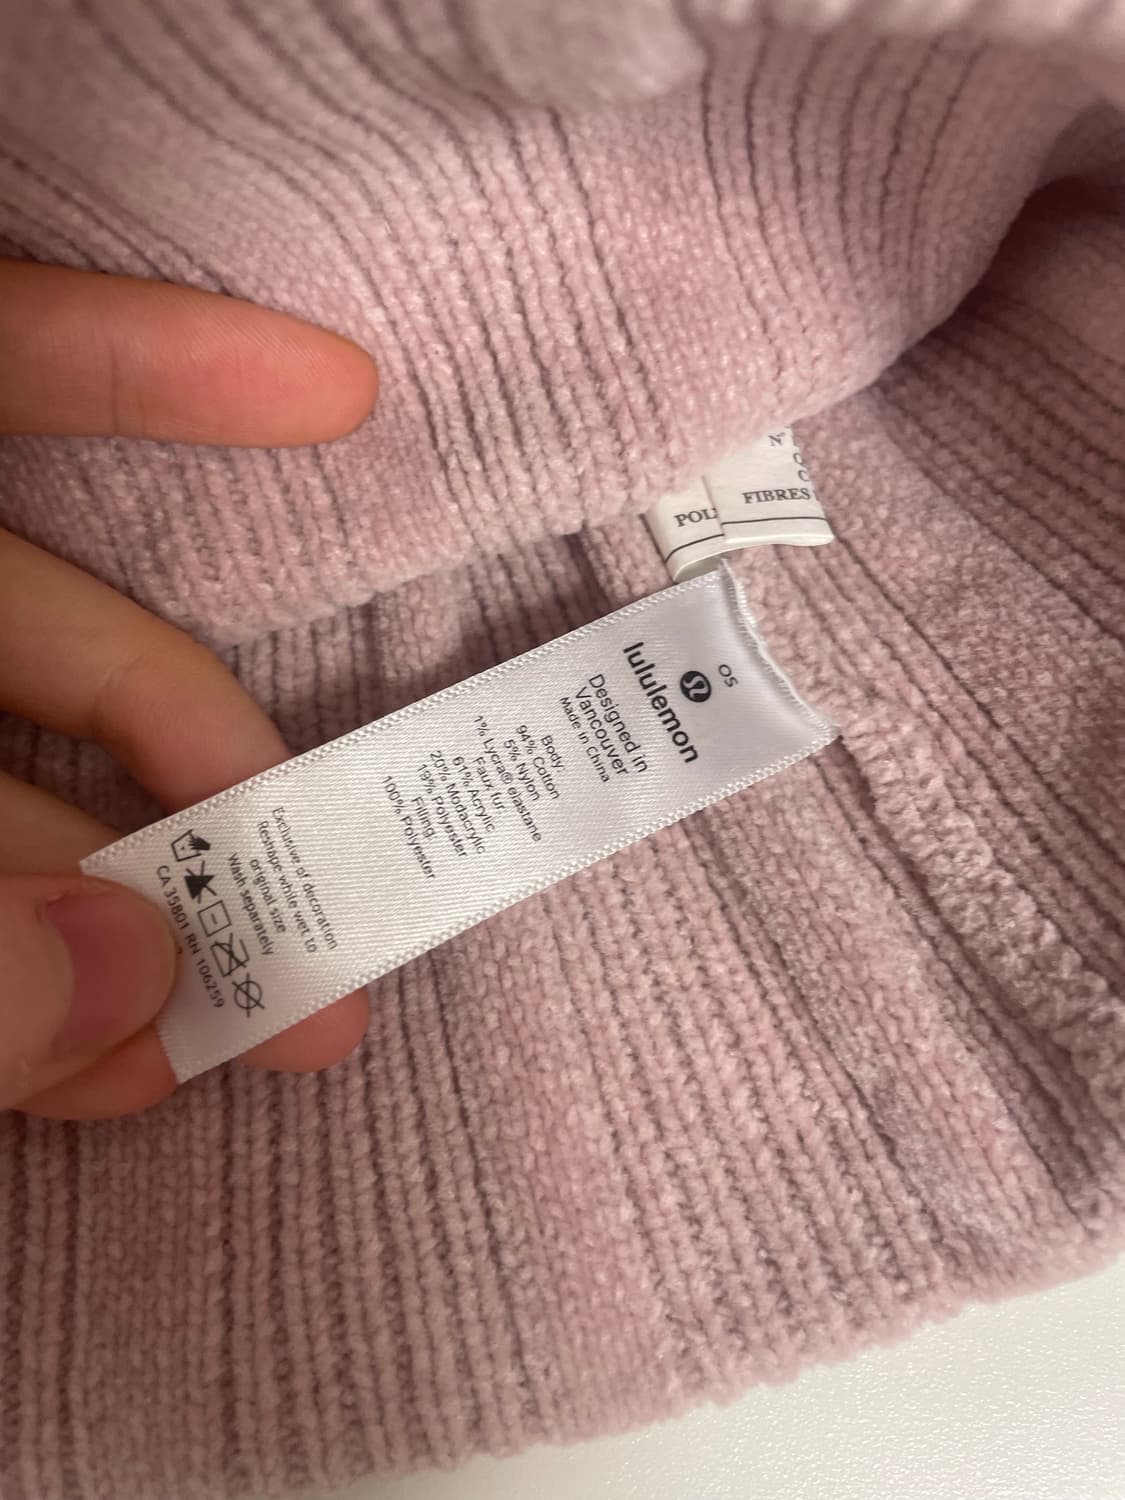 OS
lululemon
Designed in
Vancouver
Made in China
Body:
94% Cotton
5% Nylon
1% Lycra® elastane
Faux fur
61% Acrylic
20% Modacrylic
19% Polyester
Filling
100% Polyester
Exclusive of decoration
Reshape while wet to
original size
Wash separately
CA 35801 RN 106259
FIBRES